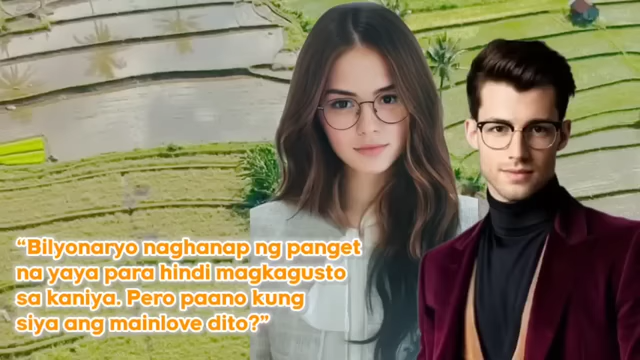 “Bilyonaryo naghanap ng panget
na yaya para hindi magkagusto
sa kaniya. Pero paano kung
siya ang mainlove dito?”